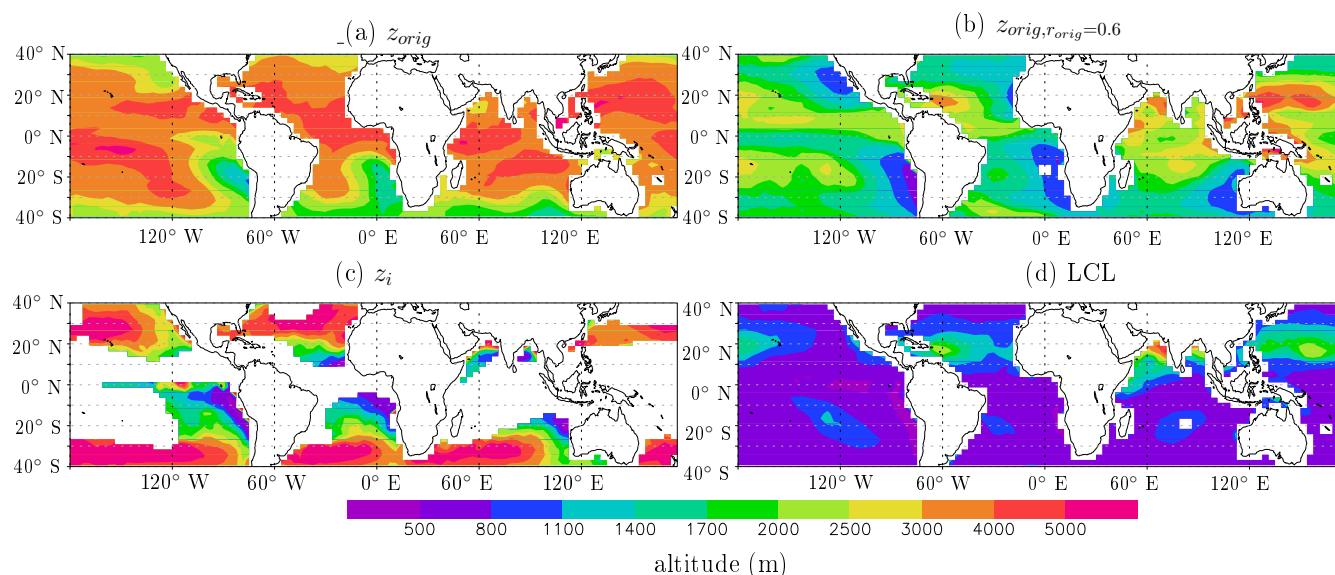 _(a) z_orig (b) z_orig,r_orig=0.6
40° N 40° N
20° N 20° N
0° N 0° N
20° S 20° S
40° S 40° S
120° W 60° W 0° E 60° E 120° E 120° W 60° W 0° E 60° E 120° E
(c) z_i (d) LCL
40° N 40° N
20° N 20° N
0° N 0° N
20° S 20° S
40° S 40° S
120° W 60° W 0° E 60° E 120° E 120° W 60° W 0° E 60° E 120° E
500 800 1100 1400 1700 2000 2500 3000 4000 5000
altitude (m)